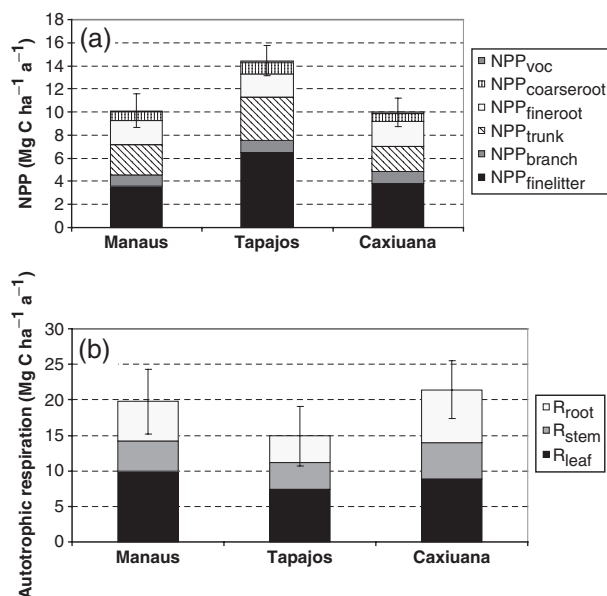 (a)
NPP (Mg C ha⁻¹ a⁻¹)
18
16
14
12
10
8
6
4
2
0
Manaus Tapajos Caxiuana
NPPvoc
NPPcoarseroot
NPPfineroot
NPPtrunk
NPPbranch
NPPfinelitter
(b)
Autotrophic respiration (Mg C ha⁻¹ a⁻¹)
30
25
20
15
10
5
0
Manaus Tapajos Caxiuana
Rroot
Rstem
Rleaf